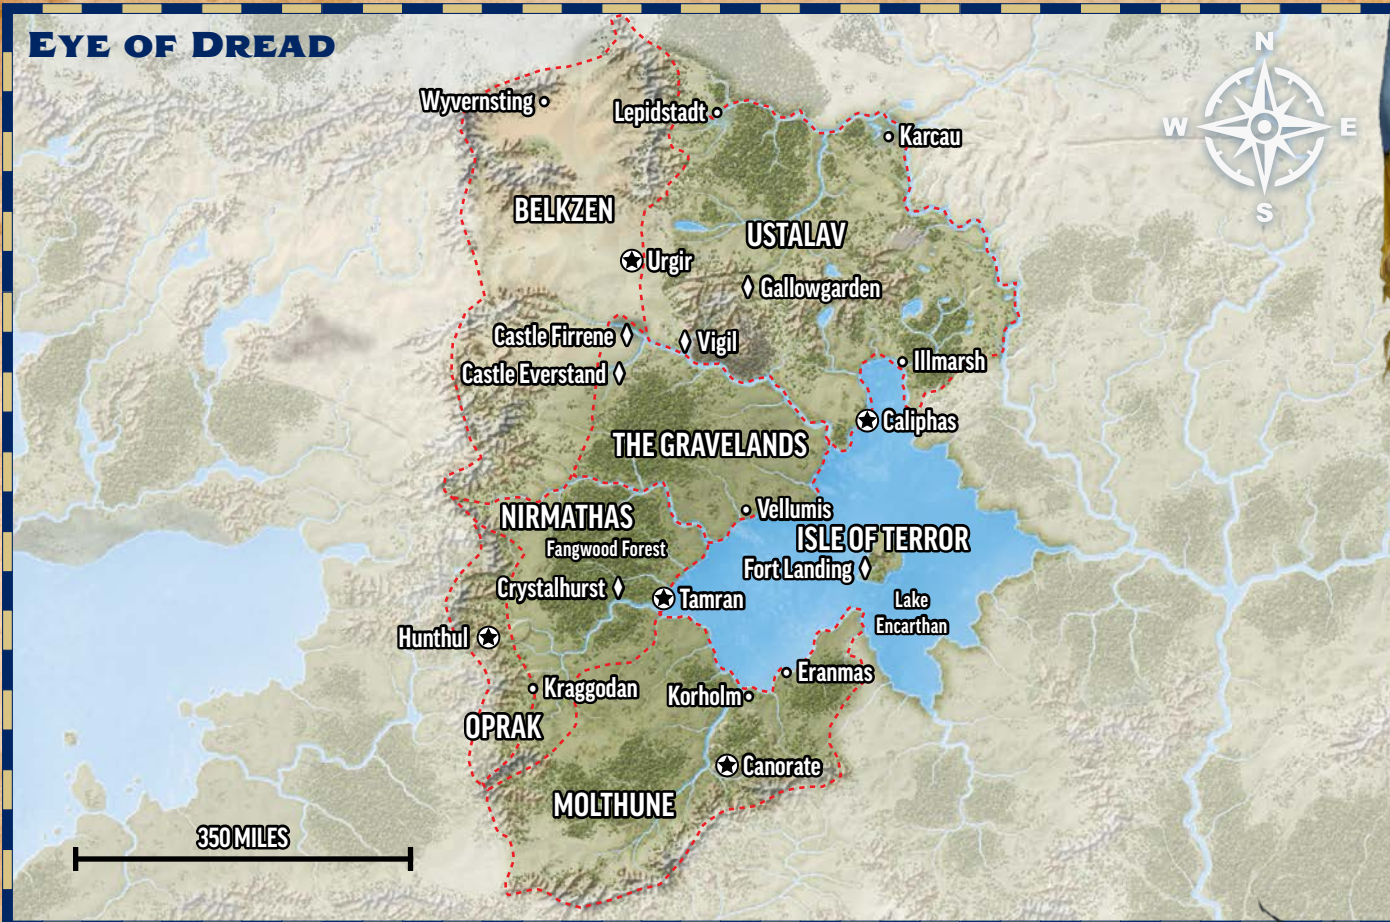 EYE OF DREAD
N
Wyvernsting
Lepidstadt
W
E
Karcau
BELKZEN
S
USTALAV
Urgir
Gallowgarden
Castle Firrene
Vigil
Illmarsh
Castle Everstand
Caliphas
THE GRAVELANDS
Vellumis
NIRMATHAS
ISLE OF TERROR
Fangwood Forest
Fort Landing
Crystalhurst
Tamran
Lake
Encarthan
Hunthul
Eranmas
Kraggodan
Korholm
OPRAK
Canorate
MOLTHUNE
350 MILES